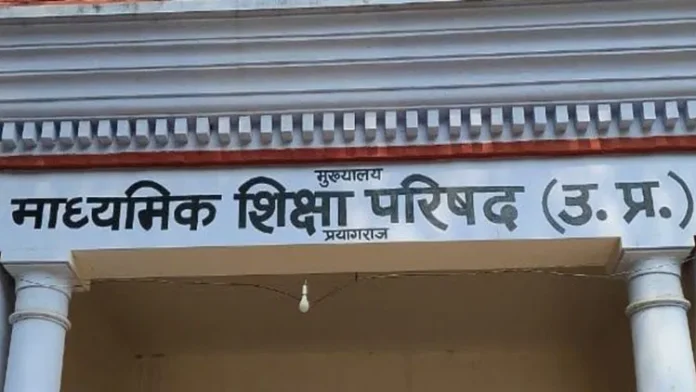 मुख्यालय
माध्यमिक शिक्षा परिषद (उ. प्र.)
प्रयागराज